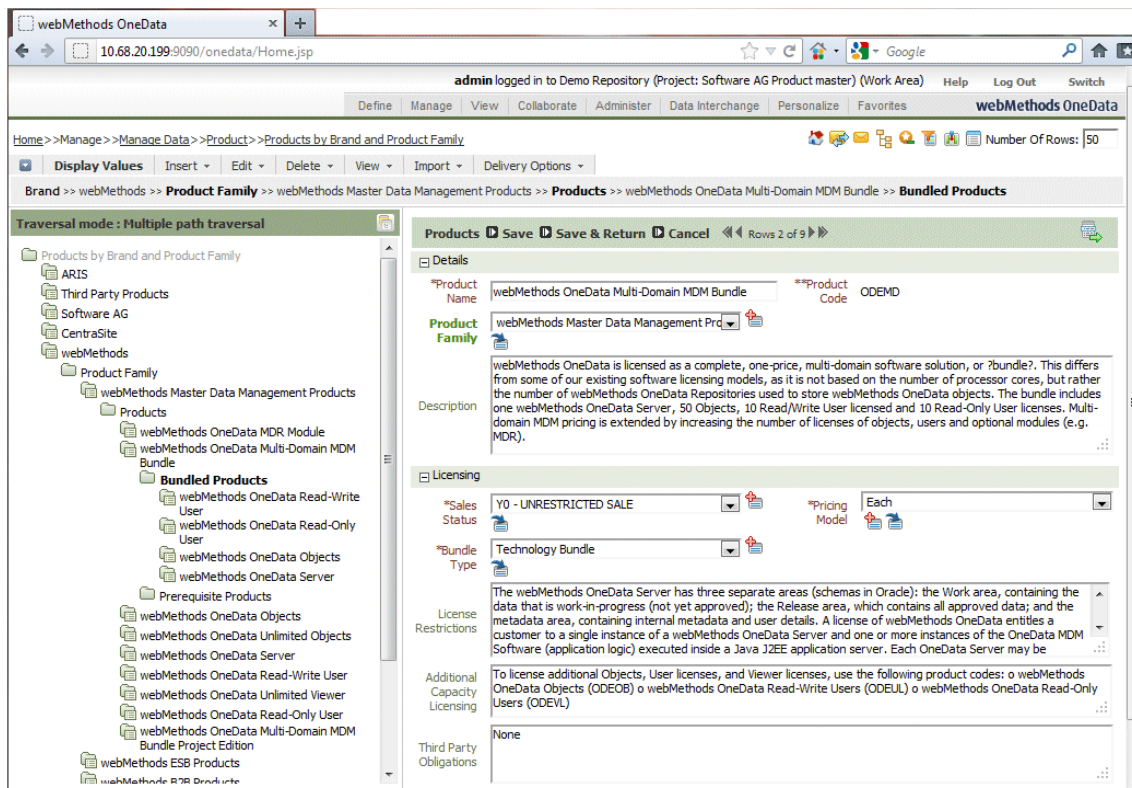 webMethods OneData
10.68.20.199:9090/onedata/Home.jsp
Google
admin logged in to Demo Repository (Project: Software AG Product master) (Work Area) Help Log Out Switch
Define Manage View Collaborate Administer Data Interchange Personalize Favorites webMethods OneData
Home>>Manage>>Manage Data>>Product>>Products by Brand and Product Family
Number Of Rows: 50
Display Values Insert Edit Delete View Import Delivery Options
Brand >> webMethods >> Product Family >> webMethods Master Data Management Products >> Products >> webMethods OneData Multi-Domain MDM Bundle >> Bundled Products
Traversal mode : Multiple path traversal
Products by Brand and Product Family
ARIS
Third Party Products
Software AG
CentraSite
webMethods
Product Family
webMethods Master Data Management Products
Products
webMethods OneData MDR Module
webMethods OneData Multi-Domain MDM
Bundle
Bundled Products
webMethods OneData Read-Write
User
webMethods OneData Read-Only
User
webMethods OneData Objects
webMethods OneData Server
Prerequisite Products
webMethods OneData Objects
webMethods OneData Unlimited Objects
webMethods OneData Server
webMethods OneData Read-Write User
webMethods OneData Unlimited Viewer
webMethods OneData Read-Only User
webMethods OneData Multi-Domain MDM
Bundle Project Edition
webMethods ESB Products
webMethods B2B Products
Products Save Save & Return Cancel Rows 2 of 9
Details
*Product
Name
webMethods OneData Multi-Domain MDM Bundle
**Product
Code
ODEMD
Product
Family
webMethods Master Data Management Prc
Description
webMethods OneData is licensed as a complete, one-price, multi-domain software solution, or ?bundle?. This differs
from some of our existing software licensing models, as it is not based on the number of processor cores, but rather
the number of webMethods OneData Repositories used to store webMethods OneData objects. The bundle includes
one webMethods OneData Server, 50 Objects, 10 Read/Write User licensed and 10 Read-Only User licenses. Multi-
domain MDM pricing is extended by increasing the number of licenses of objects, users and optional modules (e.g.
MDR).
Licensing
*Sales
Status
Y0 - UNRESTRICTED SALE
*Pricing
Model
Each
*Bundle
Type
Technology Bundle
License
Restrictions
The webMethods OneData Server has three separate areas (schemas in Oracle): the Work area, containing the
data that is work-in-progress (not yet approved); the Release area, which contains all approved data; and the
metadata area, containing internal metadata and user details. A license of webMethods OneData entitles a
customer to a single instance of a webMethods OneData Server and one or more instances of the OneData MDM
Software (application logic) executed inside a Java J2EE application server. Each OneData Server may be
Additional
Capacity
Licensing
To license additional Objects, User licenses, and Viewer licenses, use the following product codes: o webMethods
OneData Objects (ODEOB) o webMethods OneData Read-Write Users (ODEUL) o webMethods OneData Read-Only
Users (ODEVL)
Third Party
Obligations
None